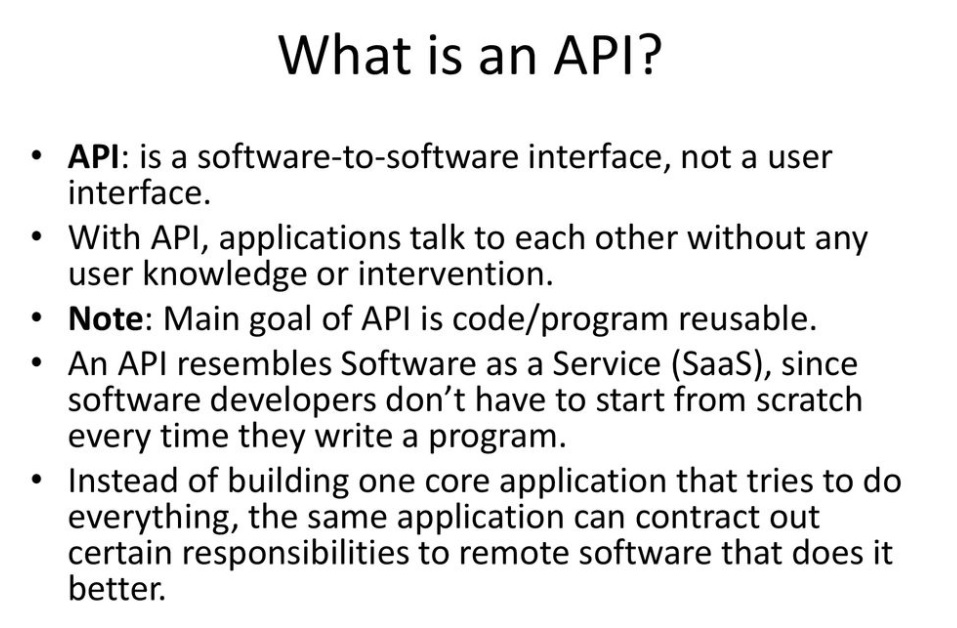 What is an API?
• API: is a software-to-software interface, not a user
interface.
• With API, applications talk to each other without any
user knowledge or intervention.
• Note: Main goal of API is code/program reusable.
• An API resembles Software as a Service (SaaS), since
software developers don’t have to start from scratch
every time they write a program.
• Instead of building one core application that tries to do
everything, the same application can contract out
certain responsibilities to remote software that does it
better.